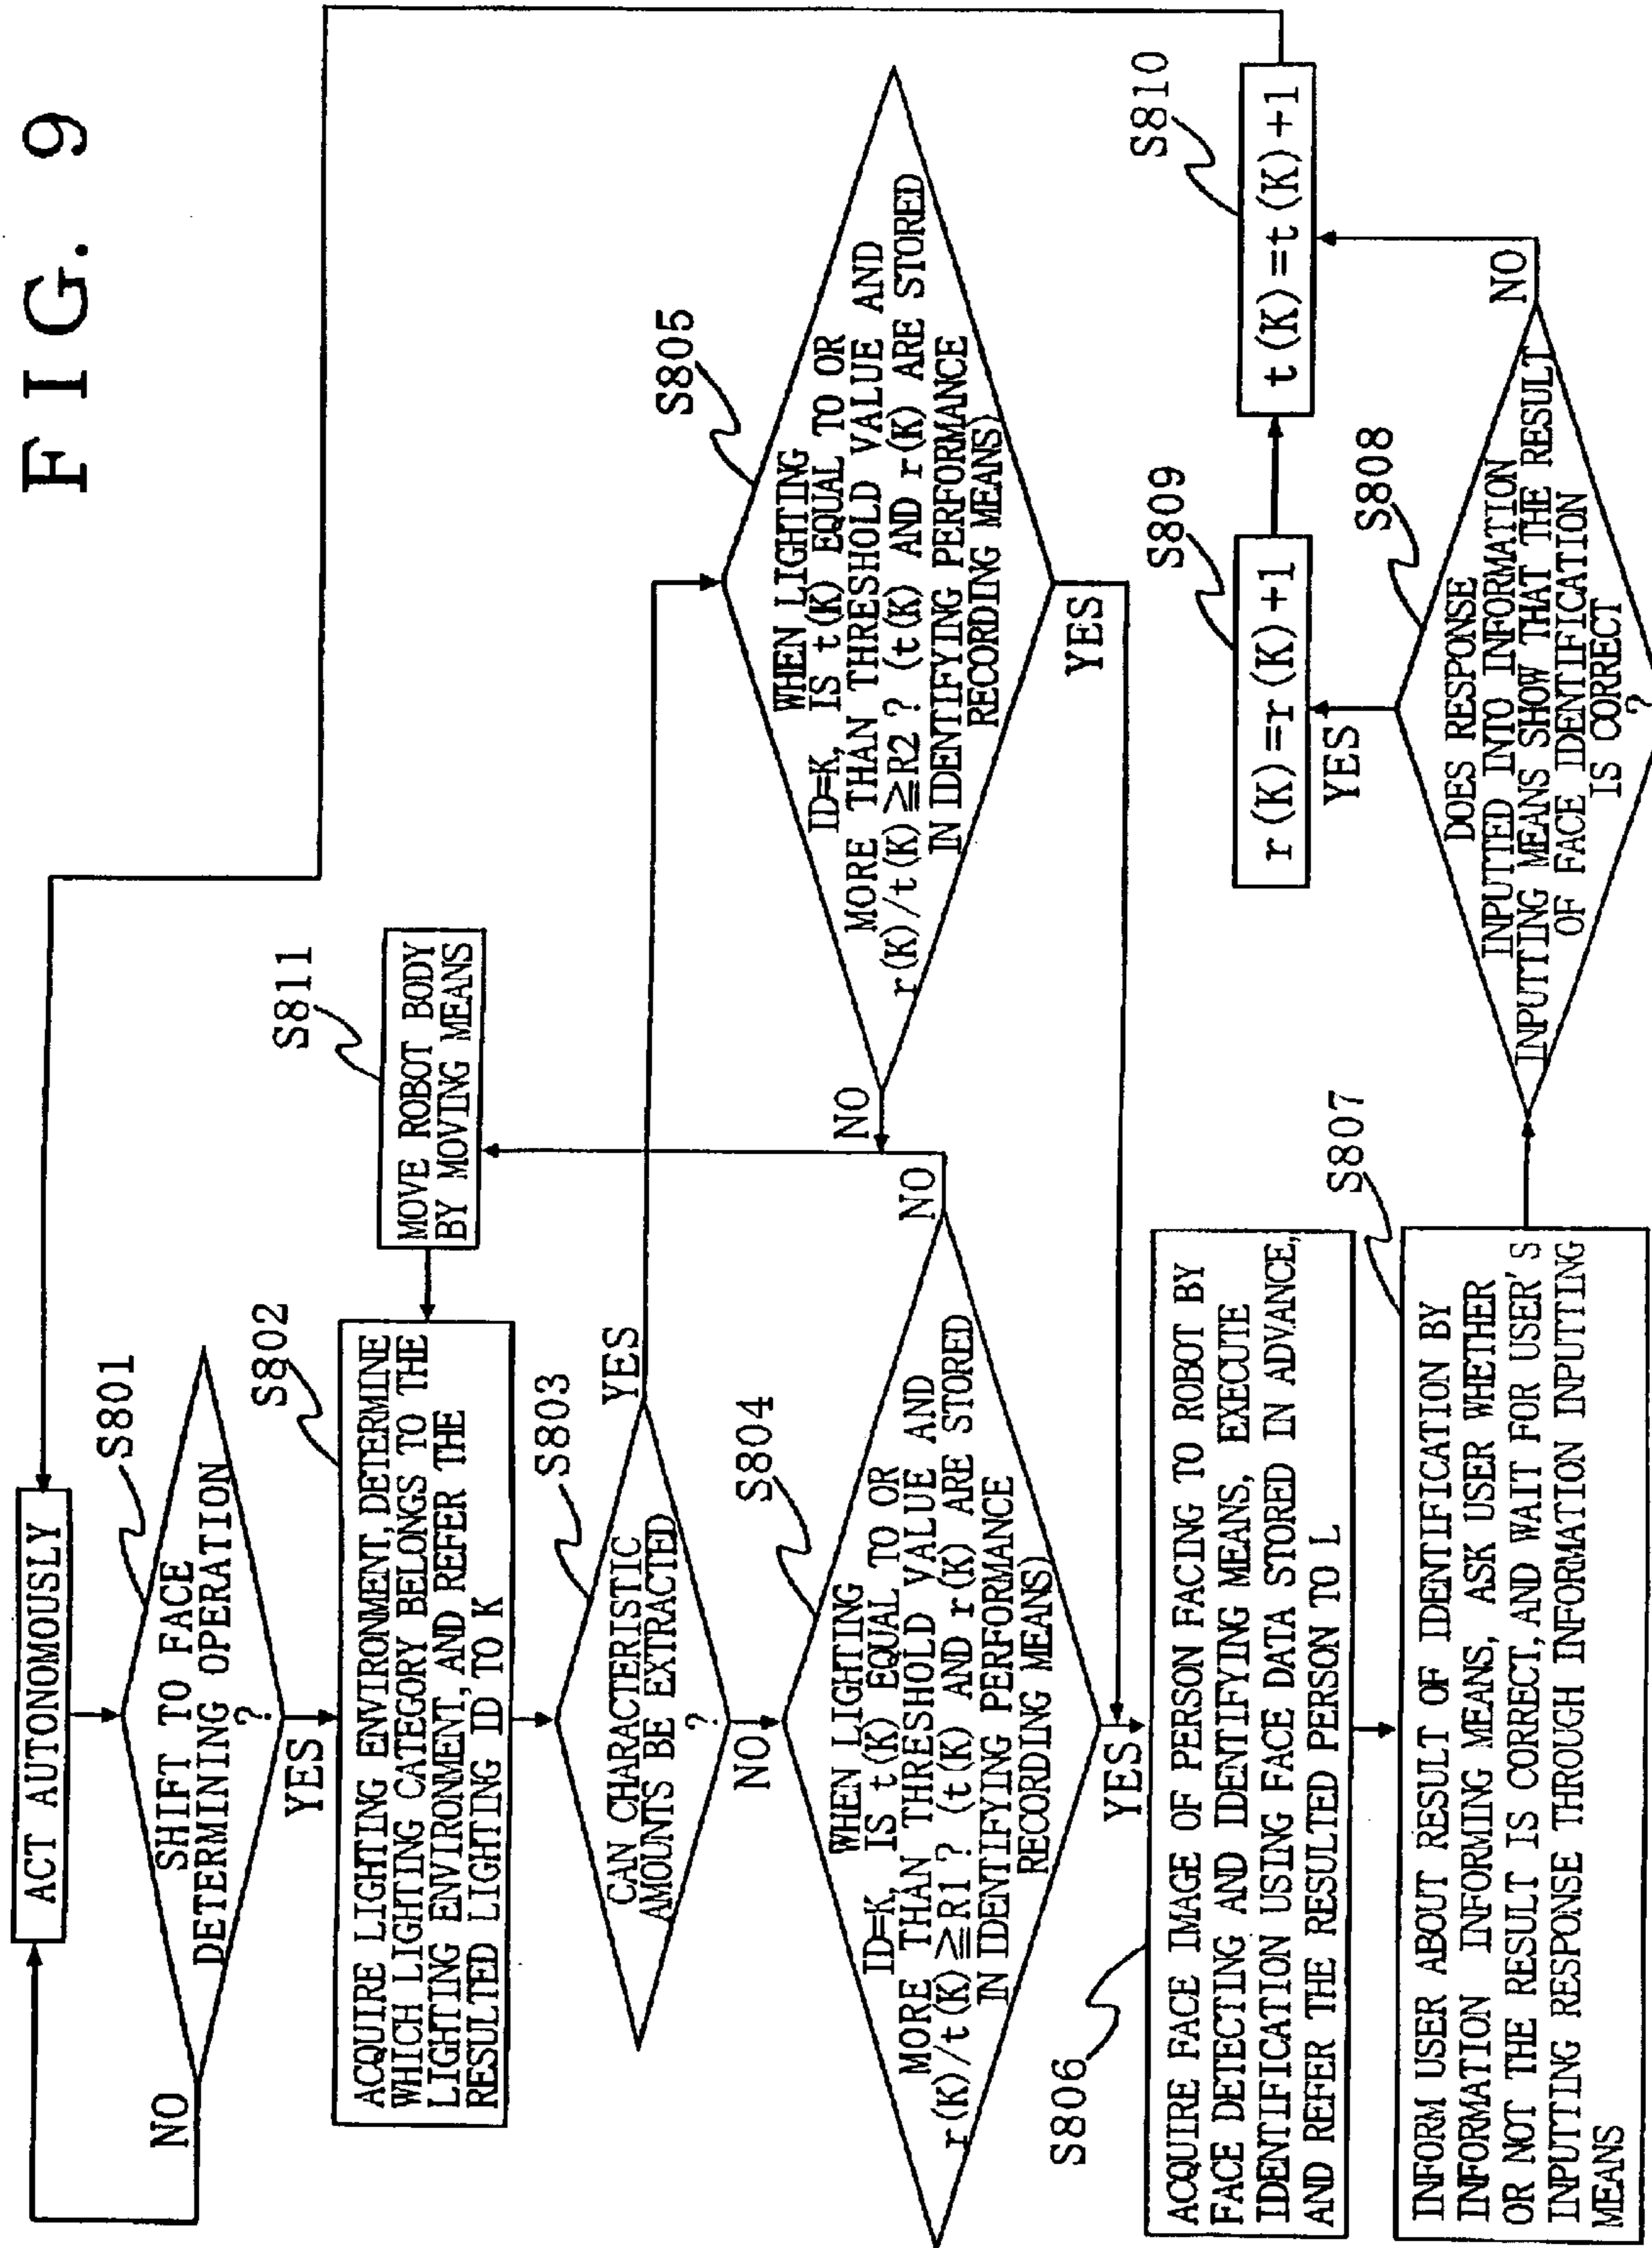 F I G. 9
ACT AUTONOMOUSLY
S801
SHIFT TO FACE
DETERMINING OPERATION
?
NO
YES
S802
ACQUIRE LIGHTING ENVIRONMENT, DETERMINE
WHICH LIGHTING CATEGORY BELONGS TO THE
LIGHTING ENVIRONMENT, AND REFER THE
RESULTED LIGHTING ID TO K
S811
MOVE ROBOT BODY
BY MOVING MEANS
S803
CAN CHARACTERISTIC
AMOUNTS BE EXTRACTED
?
YES
NO
S804
WHEN LIGHTING
ID=K, IS t(K) EQUAL TO OR
MORE THAN THRESHOLD VALUE AND
r(K)/t(K)≧R1? (t(K) AND r(K) ARE STORED
IN IDENTIFYING PERFORMANCE
RECORDING MEANS)
NO
YES
S805
WHEN LIGHTING
ID=K, IS t(K) EQUAL TO OR
MORE THAN THRESHOLD VALUE AND
r(K)/t(K)≧R2? (t(K) AND r(K) ARE STORED
IN IDENTIFYING PERFORMANCE
RECORDING MEANS)
NO
YES
S806
ACQUIRE FACE IMAGE OF PERSON FACING TO ROBOT BY
FACE DETECTING AND IDENTIFYING MEANS, EXECUTE
IDENTIFICATION USING FACE DATA STORED IN ADVANCE,
AND REFER THE RESULTED PERSON TO L
S807
INFORM USER ABOUT RESULT OF IDENTIFICATION BY
INFORMATION INFORMING MEANS, ASK USER WHETHER
OR NOT THE RESULT IS CORRECT, AND WAIT FOR USER'S
INPUTING RESPONSE THROUGH INFORMATION INPUTING
MEANS
S808
DOES RESPONSE
INPUTTED INTO INFORMATION
INPUTTING MEANS SHOW THAT THE RESULT
OF FACE IDENTIFICATION
IS CORRECT
?
YES
NO
S809
r(K)=r(K)+1
S810
t(K)=t(K)+1